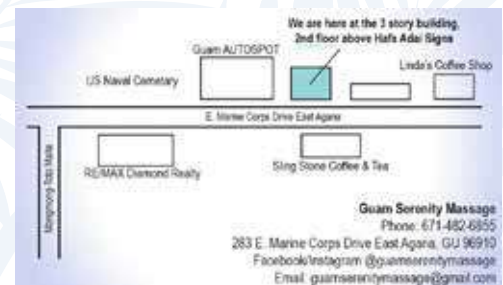 We are here at the 3 story building,
2nd floor above Hafa Adai Signs
Guam AUTOSPOT
Linda's Coffee Shop
US Naval Cemetary
E. Marine Corps Drive East Agana
RE/MAX Diamond Realty
Sling Stone Coffee & Tea
Mongmong Toto Maite
Guam Serenity Massage
Phone: 671-482-6855
283 E. Marine Corps Drive East Agana, GU 96910
Facebook/Instagram @guamserenitymassage
Email: guamserenitymassage@gmail.com